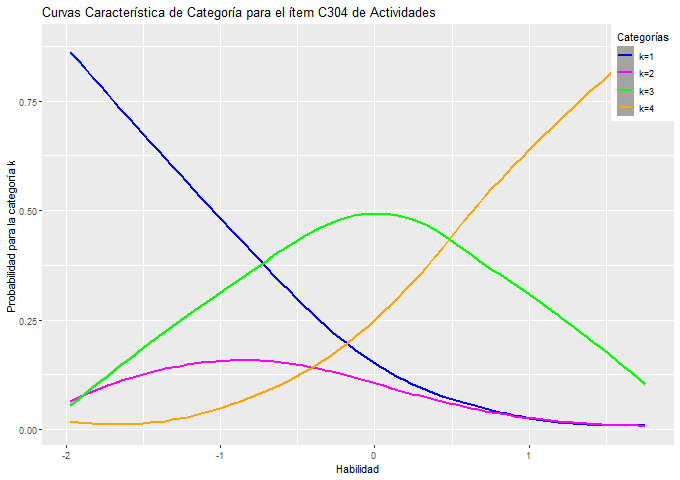 Curvas Característica de Categoría para el ítem C304 de Actividades
Categorías
k=1
k=2
k=3
k=4
Probabilidad para la categoría k
0.75
0.50
0.25
0.00
-2
-1
0
1
Habilidad